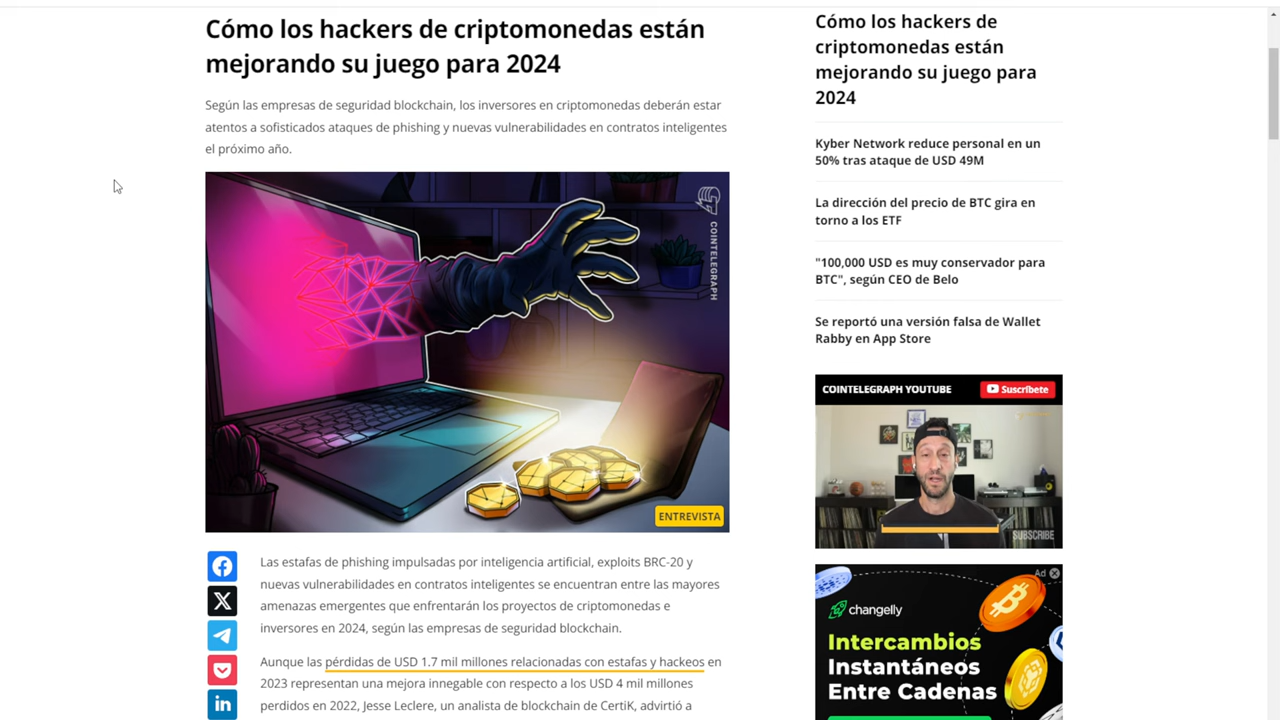 Cómo los hackers de criptomonedas están
mejorando su juego para 2024
Según las empresas de seguridad blockchain, los inversores en criptomonedas deberán estar
atentos a sofisticados ataques de phishing y nuevas vulnerabilidades en contratos inteligentes
el próximo año.
COINTELEGRAPH
ENTREVISTA
Las estafas de phishing impulsadas por inteligencia artificial, exploits BRC-20 y
nuevas vulnerabilidades en contratos inteligentes se encuentran entre las mayores
amenazas emergentes que enfrentarán los proyectos de criptomonedas e
inversores en 2024, según las empresas de seguridad blockchain.
Aunque las pérdidas de USD 1.7 mil millones relacionadas con estafas y hackeos en
2023 representan una mejora innegable con respecto a los USD 4 mil millones
perdidos en 2022, Jesse Leclere, un analista de blockchain de CertiK, advirtió a
Cómo los hackers de
criptomonedas están
mejorando su juego para
2024
Kyber Network reduce personal en un
50% tras ataque de USD 49M
La dirección del precio de BTC gira en
torno a los ETF
"100,000 USD es muy conservador para
BTC", según CEO de Belo
Se reportó una versión falsa de Wallet
Rabby en App Store
COINTELEGRAPH YOUTUBE
Suscríbete
SUBSCRIBE
Ad
changelly
Intercambios
Instantáneos
Entre Cadenas